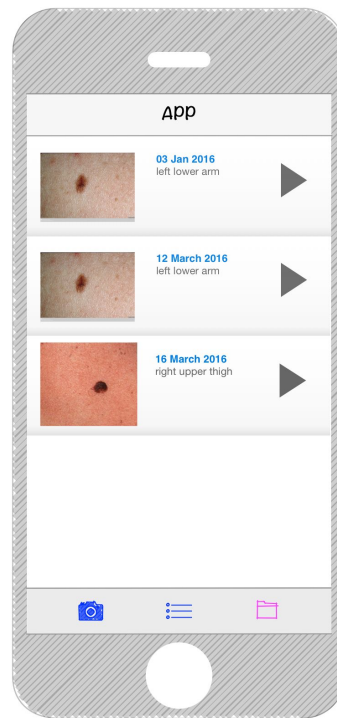 App
03 Jan 2016
left lower arm
12 March 2016
left lower arm
16 March 2016
right upper thigh